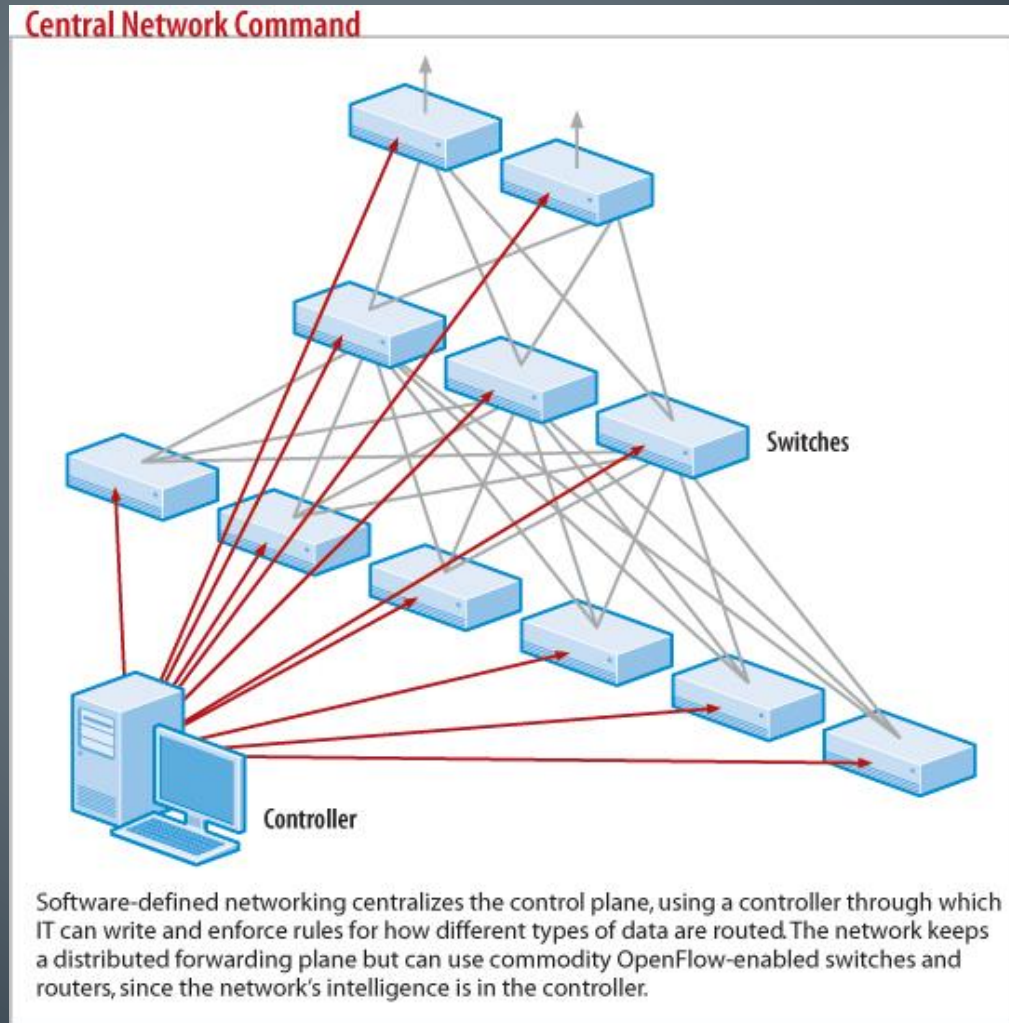 Central Network Command
Switches
Controller
Software-defined networking centralizes the control plane, using a controller through which
IT can write and enforce rules for how different types of data are routed. The network keeps
a distributed forwarding plane but can use commodity OpenFlow-enabled switches and
routers, since the network's intelligence is in the controller.